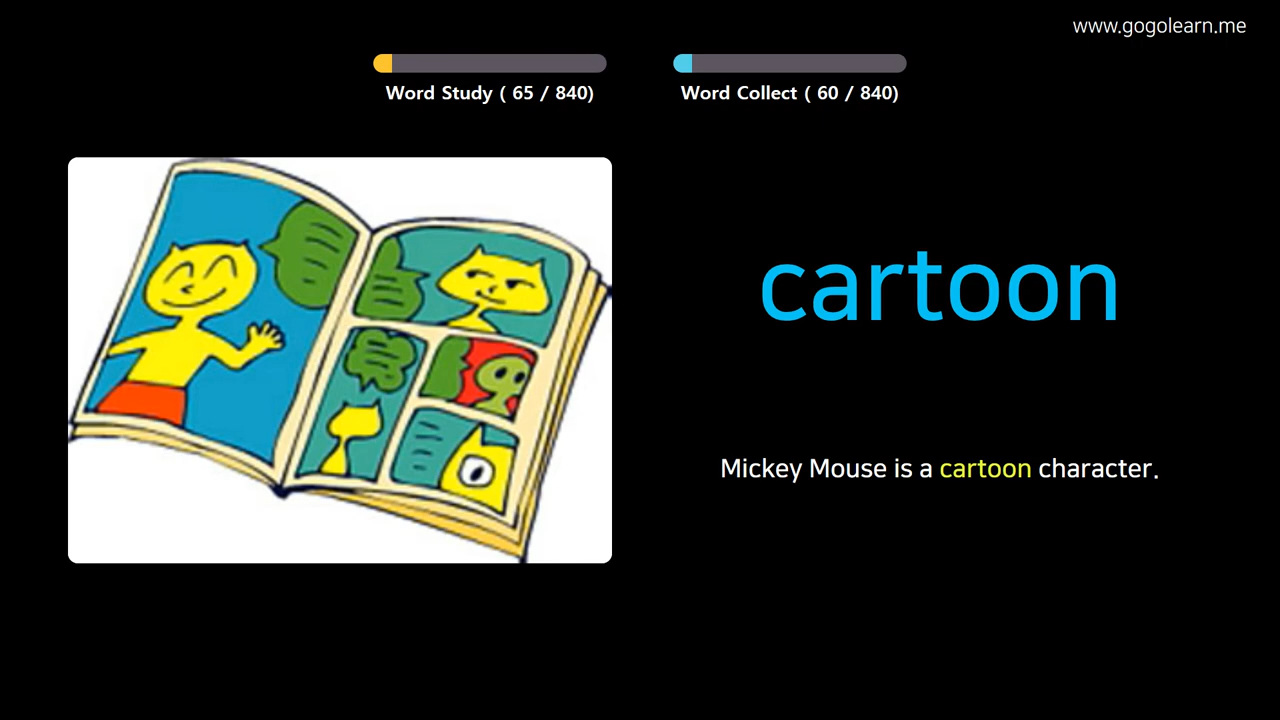 www.gogolearn.me
Word Study ( 65 / 840)
Word Collect ( 60 / 840)
cartoon
Mickey Mouse is a cartoon character.